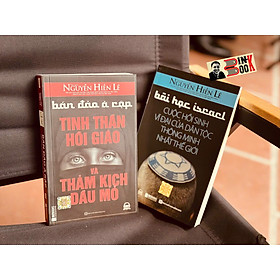 NGUYỄN HIẾN LÊ
bán đảo ả rập
TINH THẦN
HỒI GIÁO
VÀ
THẢM KỊCH
DẦU MỎ
NGUYỄN HIẾN LÊ
bài học israel
CUỘC HỒI SINH
VĨ ĐẠI CỦA DÂN TỘC
THÔNG MINH
NHẤT THẾ GIỚI
BOOK